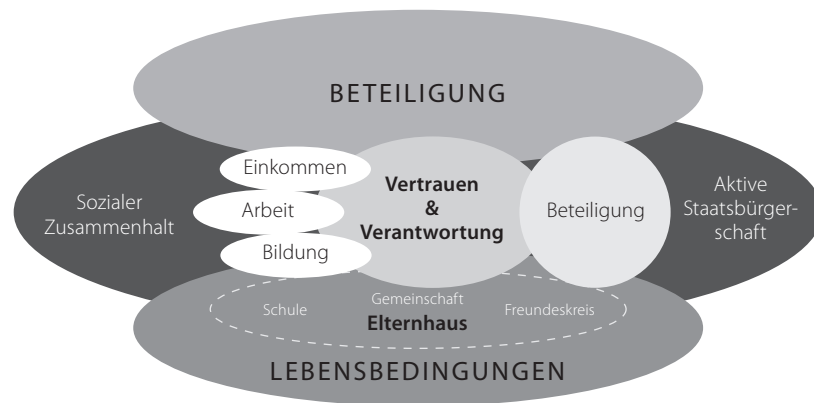 BETEILIGUNG
Einkommen
Arbeit
Bildung
Sozialer
Zusammenhalt
Vertrauen
&
Verantwortung
Beteiligung
Aktive
Staatsbürger-
schaft
Schule
Gemeinschaft
Elternhaus
Freundeskreis
LEBENSBEDINGUNGEN